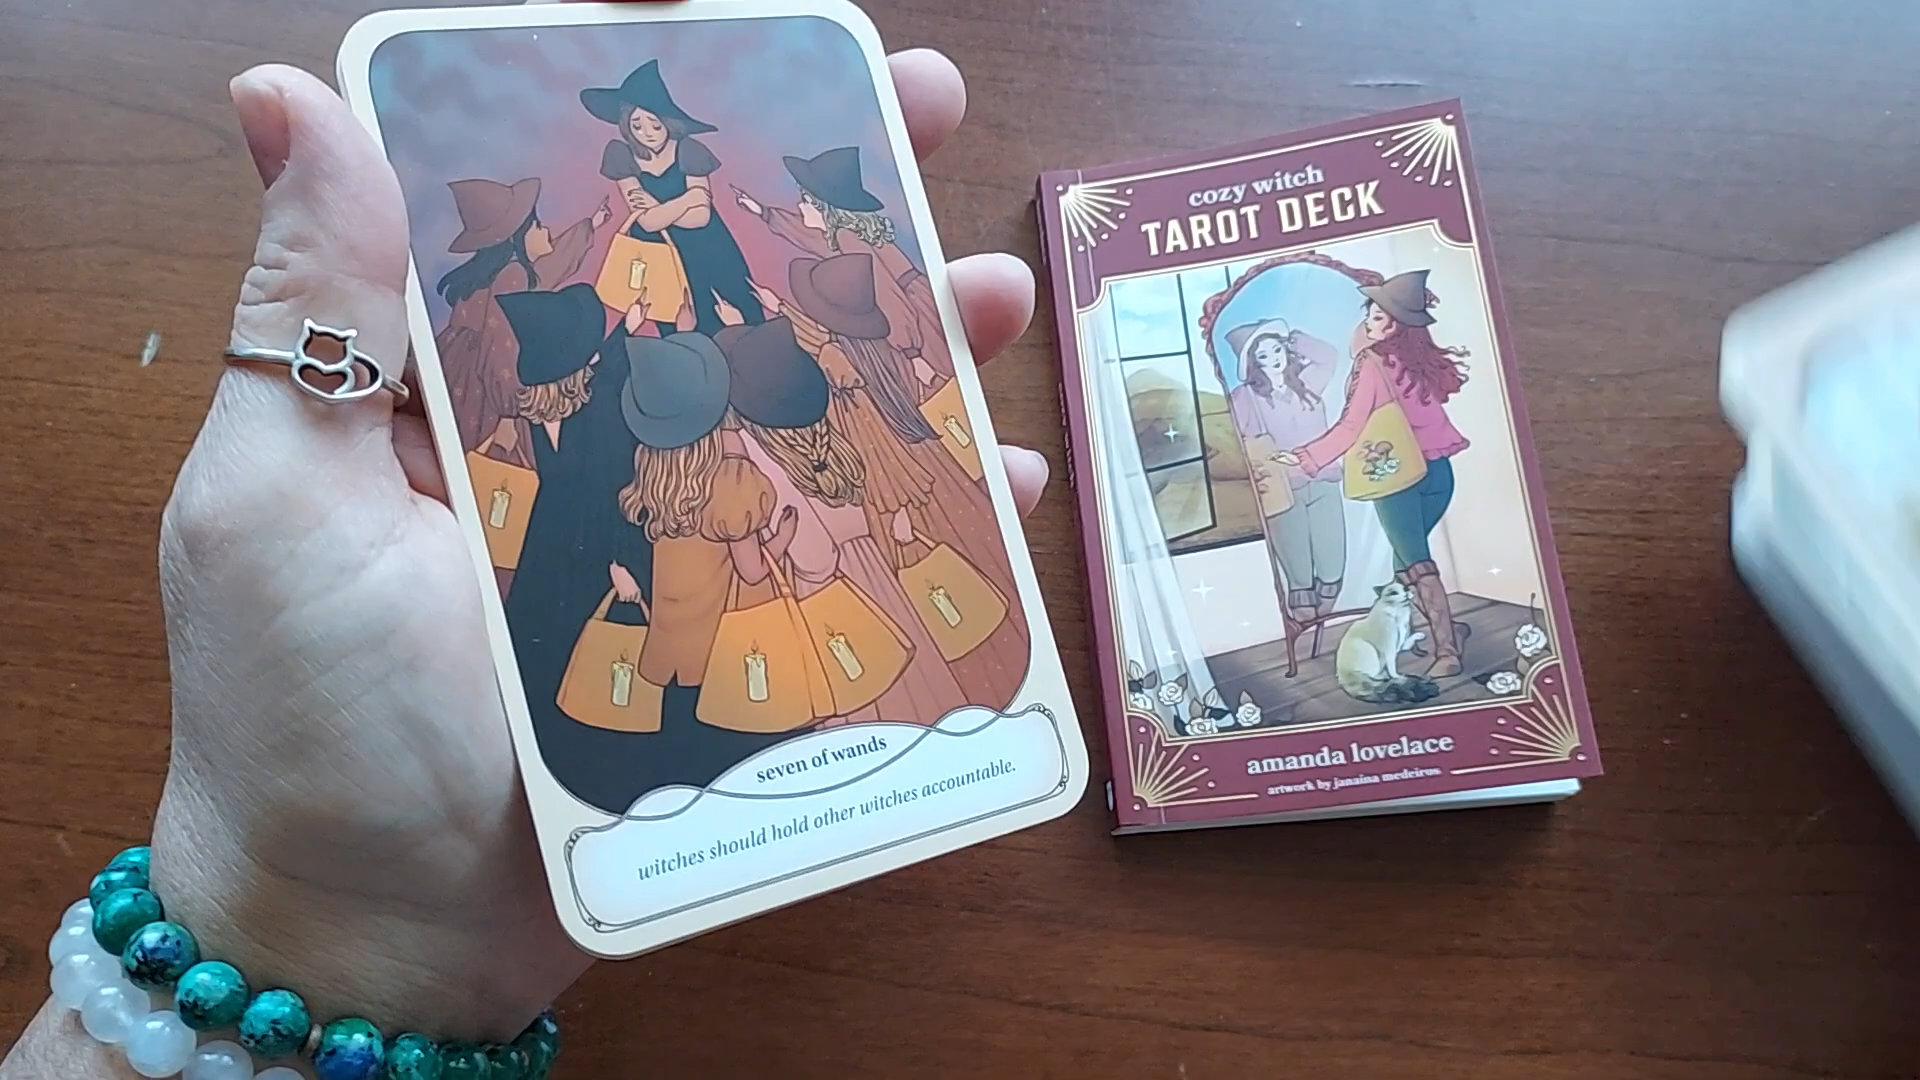 seven of wands
witches should hold other witches accountable.
cozy witch
TAROT DECK
amanda lovelace
artwork by janaina medeiros